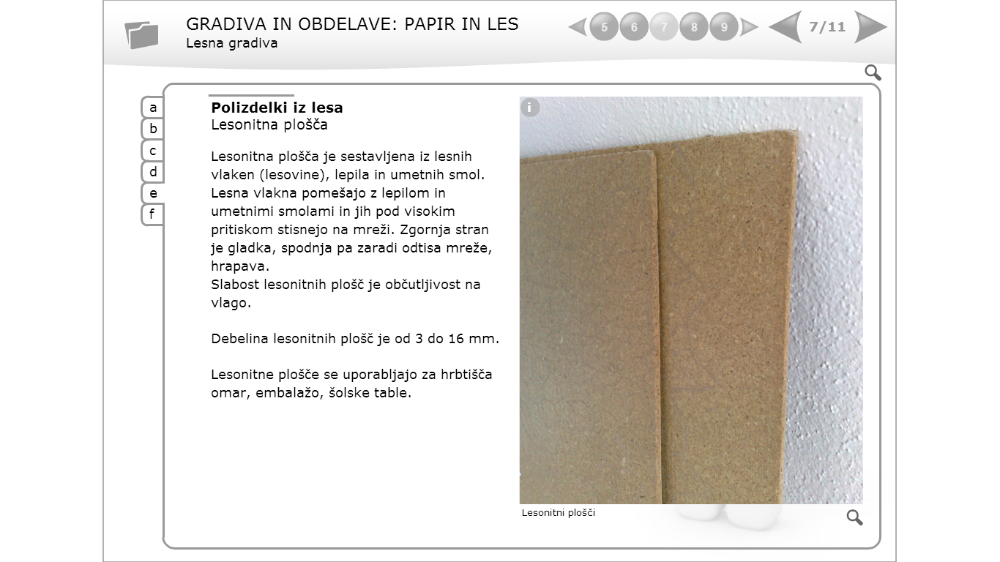 GRADIVA IN OBDELAVE: PAPIR IN LES
Lesna gradiva
5 6 7 8 9
7/11
a
b
c
d
e
f
Polizdelki iz lesa
Lesonitna plošča
Lesonitna plošča je sestavljena iz lesnih
vlaken (lesovine), lepila in umetnih smol.
Lesna vlakna pomešajo z lepilom in
umetnimi smolami in jih pod visokim
pritiskom stisnejo na mreži. Zgornja stran
je gladka, spodnja pa zaradi odtisa mreže,
hrapava.
Slabost lesonitnih plošč je občutljivost na
vlago.
Debelina lesonitnih plošč je od 3 do 16 mm.
Lesonitne plošče se uporabljajo za hrbtišča
omar, embalažo, šolske table.
i
Lesonitni plošči